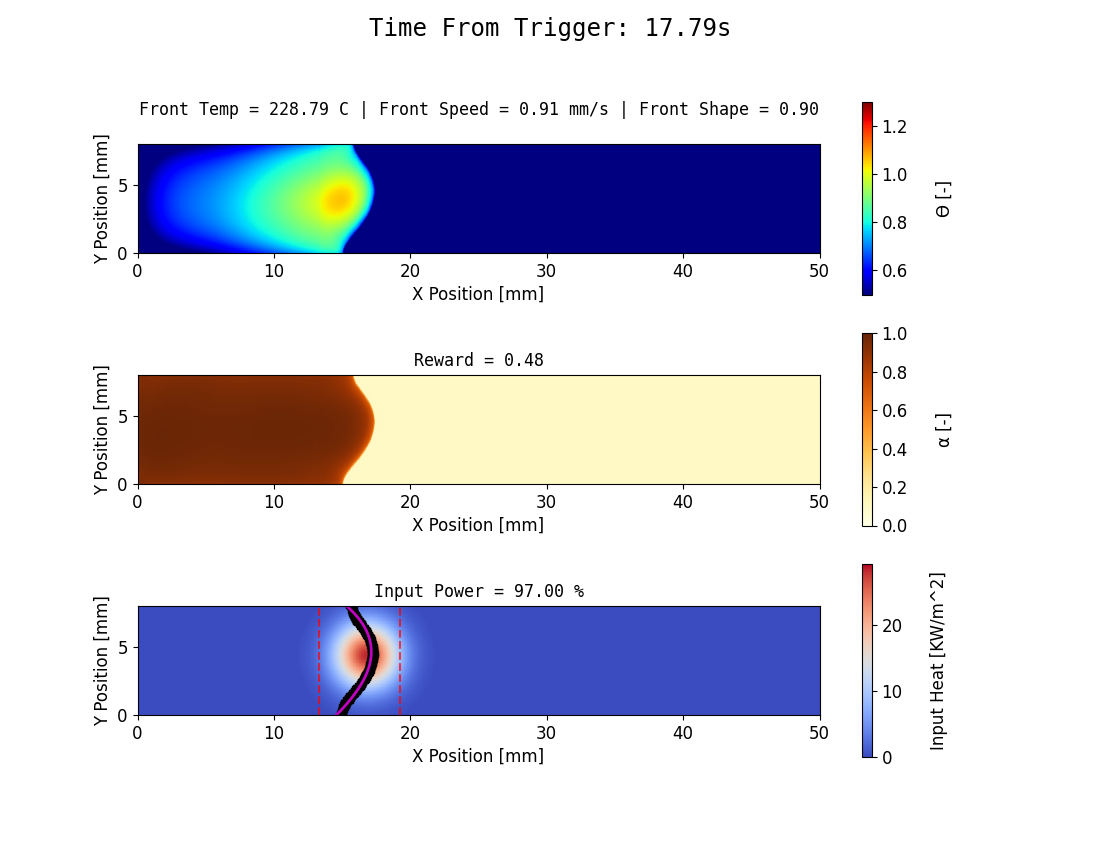 Time From Trigger: 17.79s
Front Temp = 228.79 C | Front Speed = 0.91 mm/s | Front Shape = 0.90
Y Position [mm]
5
0
0 10 20 30 40 50
X Position [mm]
1.2
1.0
0.8
0.6
Θ [-]
Reward = 0.48
Y Position [mm]
5
0
0 10 20 30 40 50
X Position [mm]
1.0
0.8
0.6
0.4
0.2
0.0
α [-]
Input Power = 97.00 %
Y Position [mm]
5
0
0 10 20 30 40 50
X Position [mm]
20
10
0
Input Heat [KW/m^2]